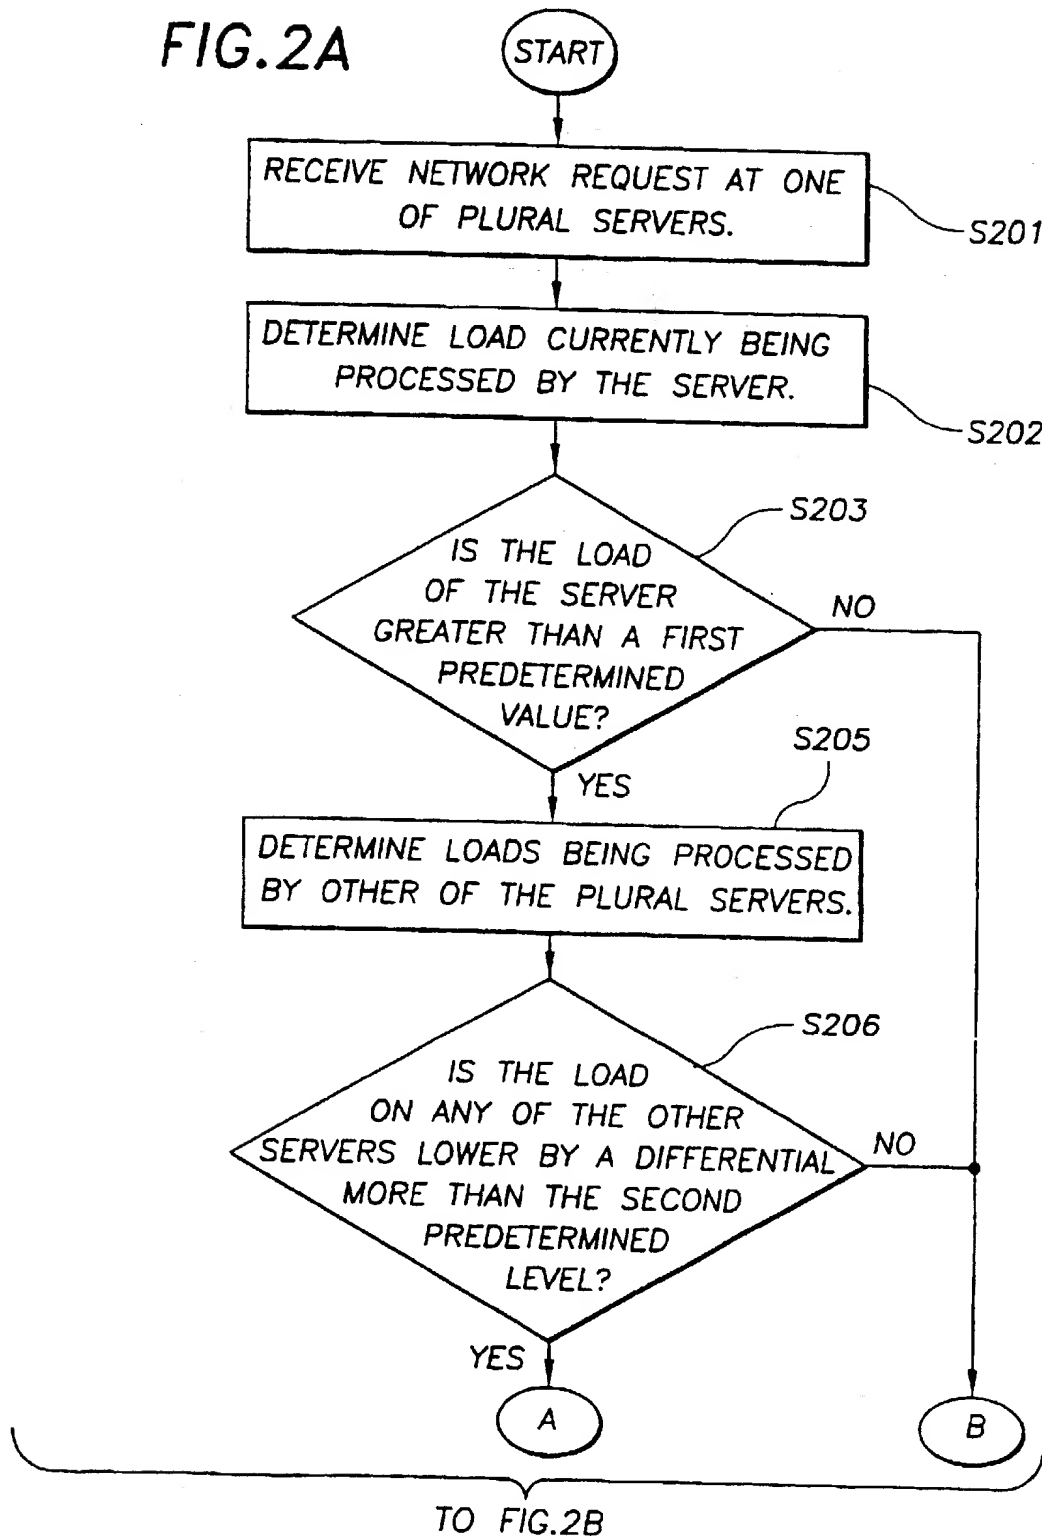 FIG.2A
START
RECEIVE NETWORK REQUEST AT ONE
OF PLURAL SERVERS.
S201
DETERMINE LOAD CURRENTLY BEING
PROCESSED BY THE SERVER.
S202
S203
IS THE LOAD
OF THE SERVER
GREATER THAN A FIRST
PREDETERMINED
VALUE?
NO
YES
S205
DETERMINE LOADS BEING PROCESSED
BY OTHER OF THE PLURAL SERVERS.
S206
IS THE LOAD
ON ANY OF THE OTHER
SERVERS LOWER BY A DIFFERENTIAL
MORE THAN THE SECOND
PREDETERMINED
LEVEL?
NO
YES
A
B
TO FIG.2B